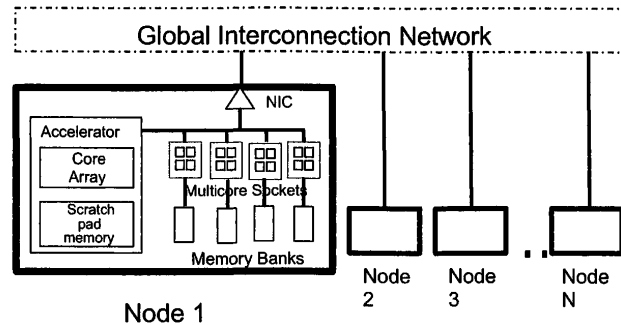 Global Interconnection Network
NIC
Accelerator
Core
Array
Multicore Sockets
Scratch
pad
memory
Memory Banks
Node 1
Node
2
Node
3
..
Node
N